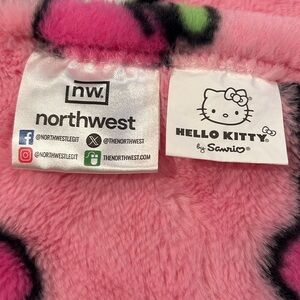 nw.
northwest
@NORTHWESTLEGIT @THENORTHWEST
@NORTHWESTLEGIT THENORTHWEST.COM
HELLO KITTY
by Sanrio